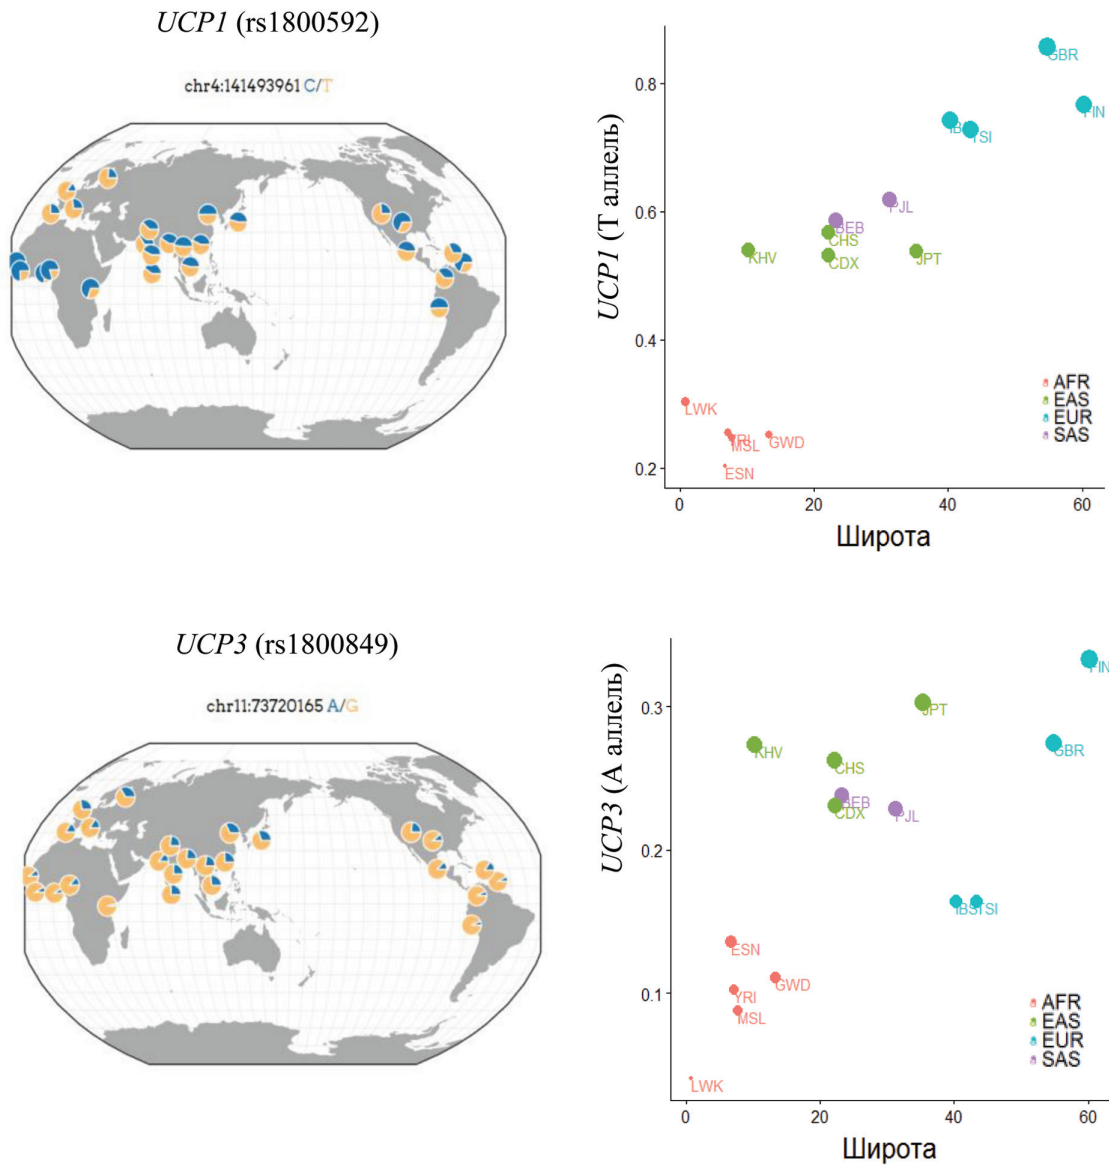 UCP1 (rs1800592)
chr4:141493961 C/T
UCP1 (Т аллель)
0.8
0.6
0.4
0.2
GBR
FIN
TSI
PJL
BEB
CHS
KHV
CDX
JPT
LWK
YRI
MSL
GWD
ESN
AFR
EAS
EUR
SAS
0
20
40
60
Широта
UCP3 (rs1800849)
chr11:73720165 A/G
UCP3 (А аллель)
0.3
0.2
0.1
FIN
JPT
KHV
GBR
CHS
BEB
CDX
PJL
IBS
TSI
ESN
GWD
YRI
MSL
LWK
AFR
EAS
EUR
SAS
0
20
40
60
Широта